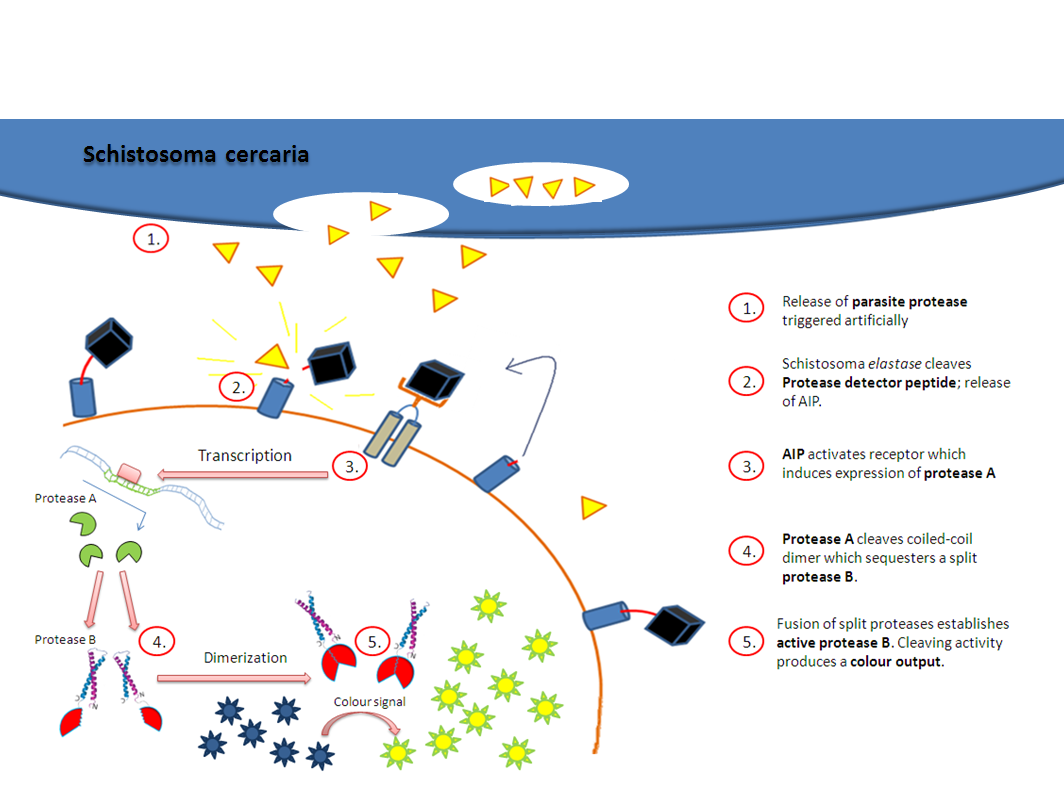 Schistosoma cercaria
1.
2.
3.
Transcription
Protease A
Protease B
4.
Dimerization
5.
Colour signal
N
C
N
C
N
C
N
C
1. Release of parasite protease
triggered artificially
2. Schistosoma elastase cleaves
Protease detector peptide; release
of AIP.
3. AIP activates receptor which
induces expression of protease A
4. Protease A cleaves coiled-coil
dimer which sequesters a split
protease B.
5. Fusion of split proteases establishes
active protease B. Cleaving activity
produces a colour output.